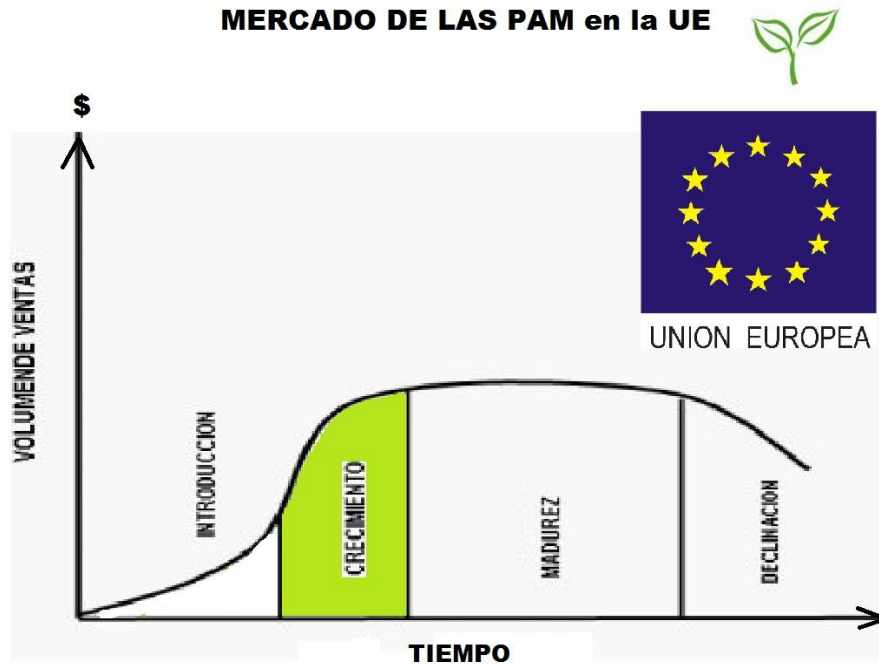 MERCADO DE LAS PAM en la UE
$
VOLUMENDE VENTAS
UNION EUROPEA
INTRODUCCION
CRECIMIENTO
MADUREZ
DECLINACION
TIEMPO